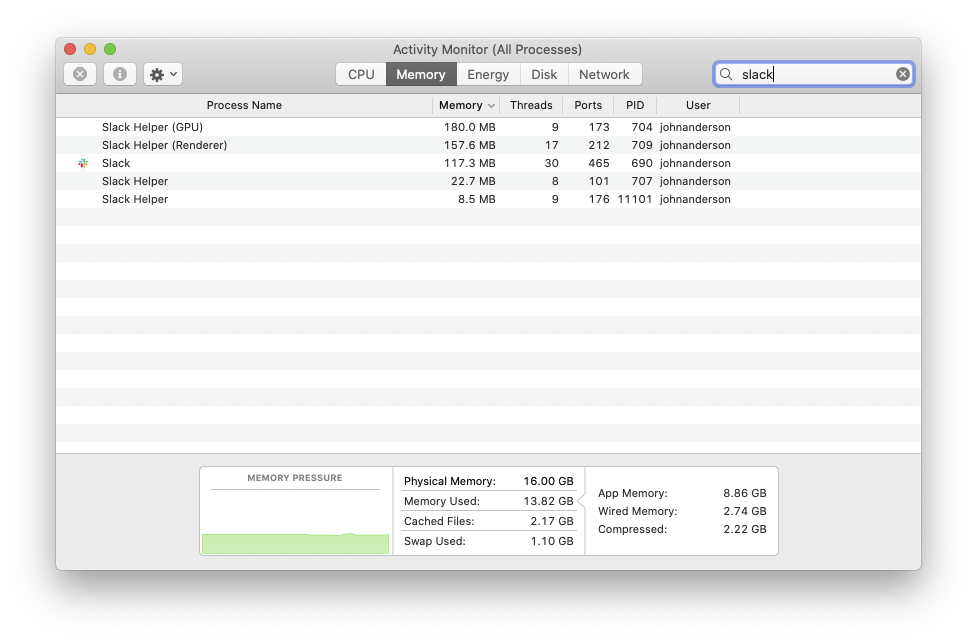 Activity Monitor (All Processes)
CPU Memory Energy Disk Network slack
Process Name Memory Threads Ports PID User
Slack Helper (GPU) 180.0 MB 9 173 704 johnanderson
Slack Helper (Renderer) 157.6 MB 17 212 709 johnanderson
Slack 117.3 MB 30 465 690 johnanderson
Slack Helper 22.7 MB 8 101 707 johnanderson
Slack Helper 8.5 MB 9 176 11101 johnanderson
MEMORY PRESSURE
Physical Memory: 16.00 GB
Memory Used: 13.82 GB
Cached Files: 2.17 GB
Swap Used: 1.10 GB
App Memory: 8.86 GB
Wired Memory: 2.74 GB
Compressed: 2.22 GB